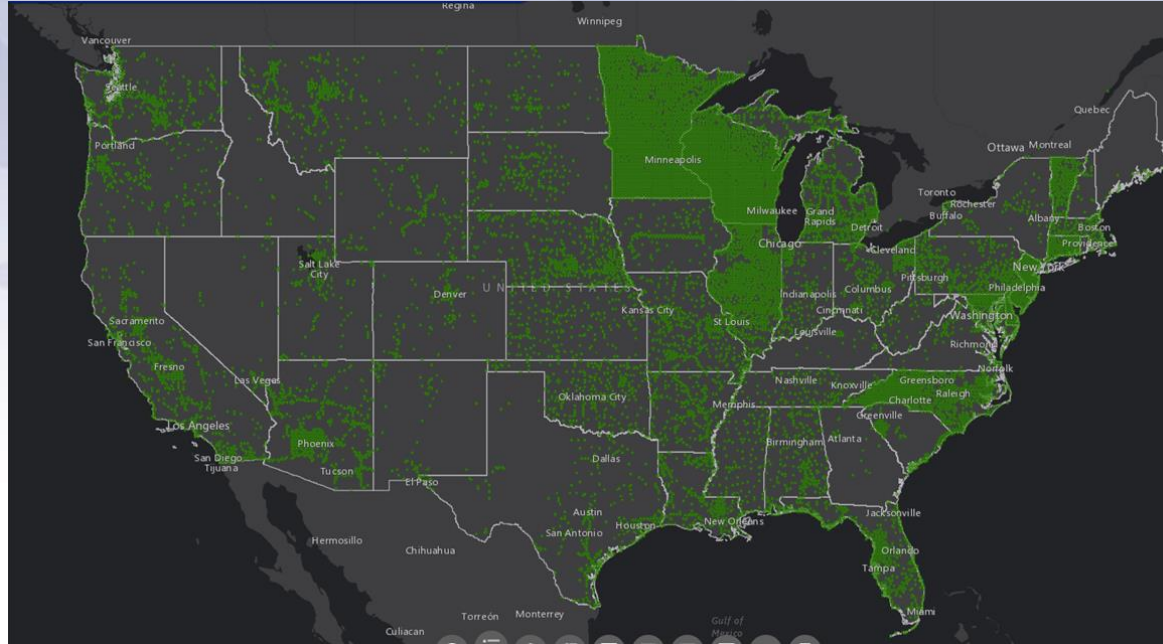 Regina
Winnipeg
Vancouver
Seattle
Quebec
Portland
Ottawa
Montreal
Minneapolis
Toronto
Rochester
Buffalo
Albany
Milwaukee
Grand
Rapids
Detroit
Boston
Providence
Chicago
Cleveland
Salt Lake
City
New York
Pittsburgh
Denver
UNITED STATES
Indianapolis
Columbus
Philadelphia
Kansas City
Cincinnati
Washington
Sacramento
St Louis
Louisville
San Francisco
Richmond
Fresno
Norfolk
Las Vegas
Nashville
Knoxville
Greensboro
Oklahoma City
Raleigh
Charlotte
Memphis
Greenville
Los Angeles
Phoenix
Birmingham
Atlanta
San Diego
Tijuana
Tucson
Dallas
El Paso
Austin
Jacksonville
Houston
New Orleans
San Antonio
Hermosillo
Chihuahua
Orlando
Tampa
Miami
Torreón
Monterrey
Gulf of
Mexico
Culiacan